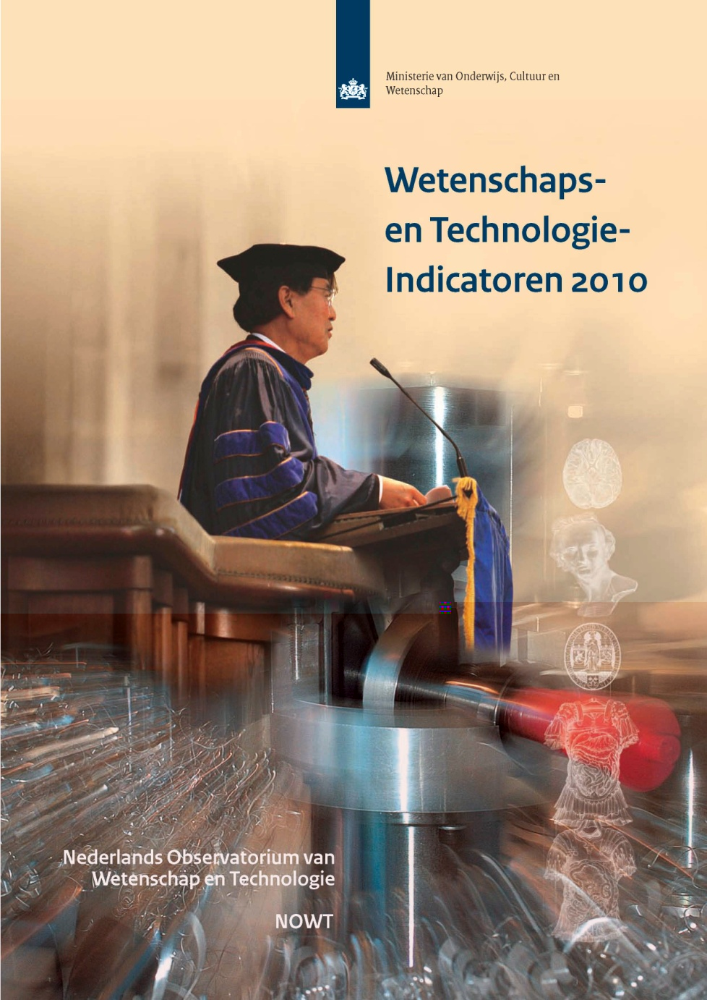 Ministerie van Onderwijs, Cultuur en
Wetenschap
Wetenschaps-
en Technologie-
Indicatoren 2010
Nederlands Observatorium van
Wetenschap en Technologie
NOWT